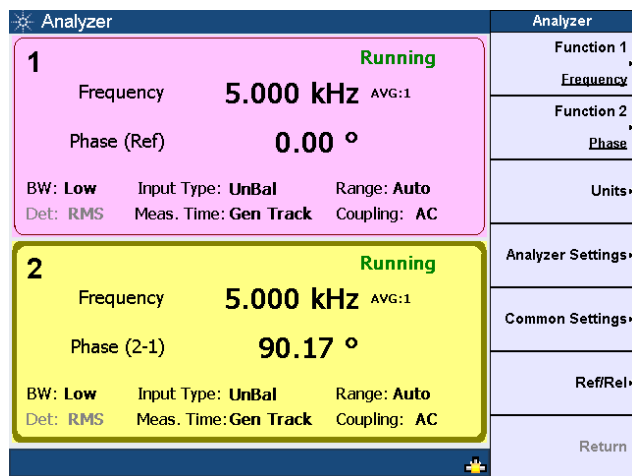 Analyzer
1
Running
Frequency 5.000 kHz AVG:1
Phase (Ref) 0.00 °
BW: Low Input Type: UnBal Range: Auto
Det: RMS Meas. Time: Gen Track Coupling: AC
2
Running
Frequency 5.000 kHz AVG:1
Phase (2-1) 90.17 °
BW: Low Input Type: UnBal Range: Auto
Det: RMS Meas. Time: Gen Track Coupling: AC
Analyzer
Function 1
Frequency
Function 2
Phase
Units
Analyzer Settings
Common Settings
Ref/Rel
Return